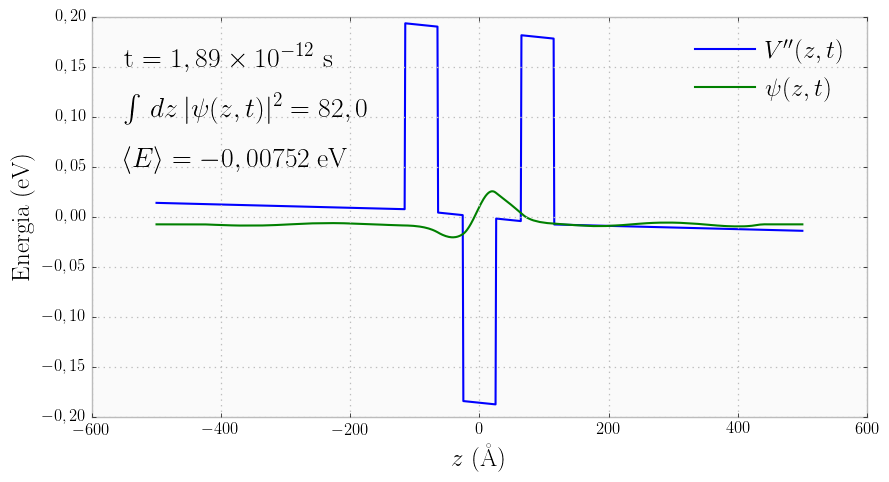 t = 1,89 × 10⁻¹² s
∫ dz |ψ(z,t)|² = 82,0
⟨E⟩ = −0,00752 eV
V′′(z,t)
ψ(z,t)
Energia (eV)
0,20
0,15
0,10
0,05
0,00
−0,05
−0,10
−0,15
−0,20
−600 −400 −200 0 200 400 600
z (Å)